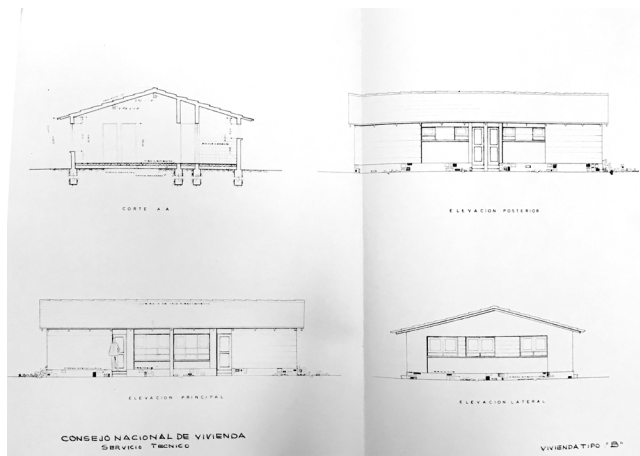 CORTE A.A
ELEVACION POSTERIOR
ELEVACION PRINCIPAL
ELEVACION LATERAL
CONSEJO NACIONAL DE VIVIENDA
SERVICIO TECNICO
VIVIENDA TIPO "B"